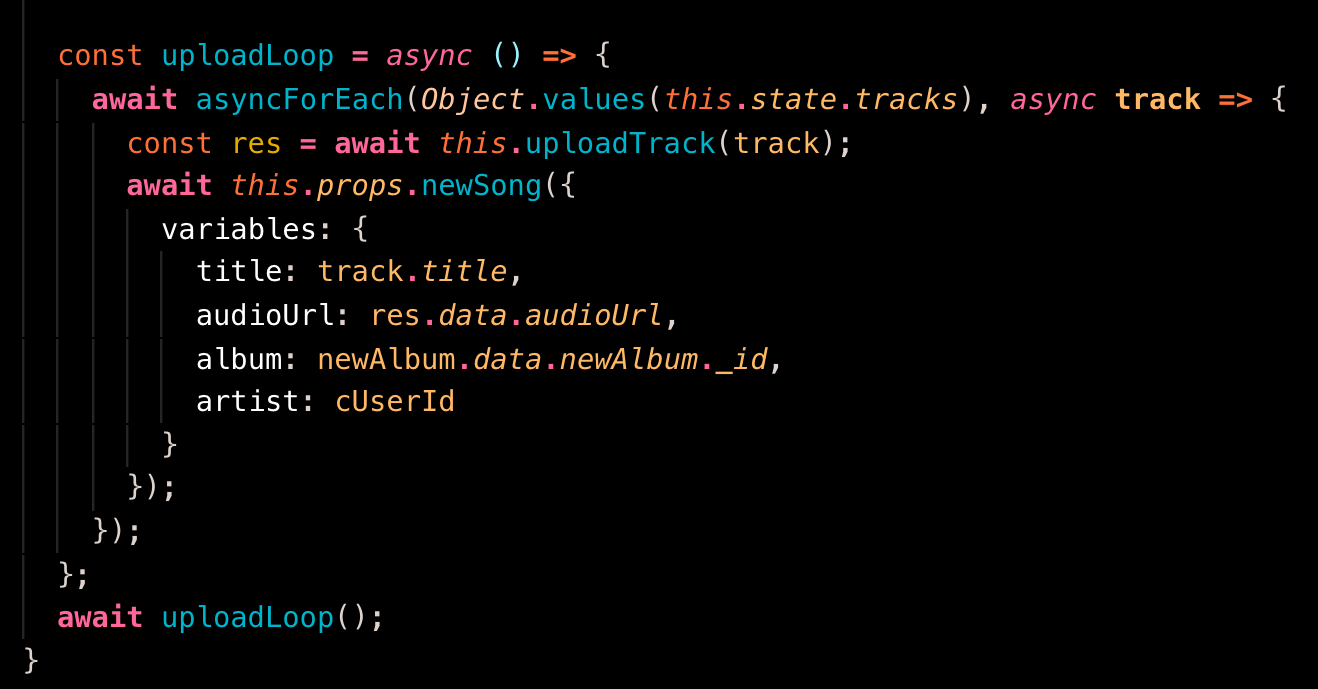 const uploadLoop = async () => {
await asyncForEach(Object.values(this.state.tracks), async track => {
const res = await this.uploadTrack(track);
await this.props.newSong({
variables: {
title: track.title,
audioUrl: res.data.audioUrl,
album: newAlbum.data.newAlbum._id,
artist: cUserId
}
});
});
};
await uploadLoop();
}